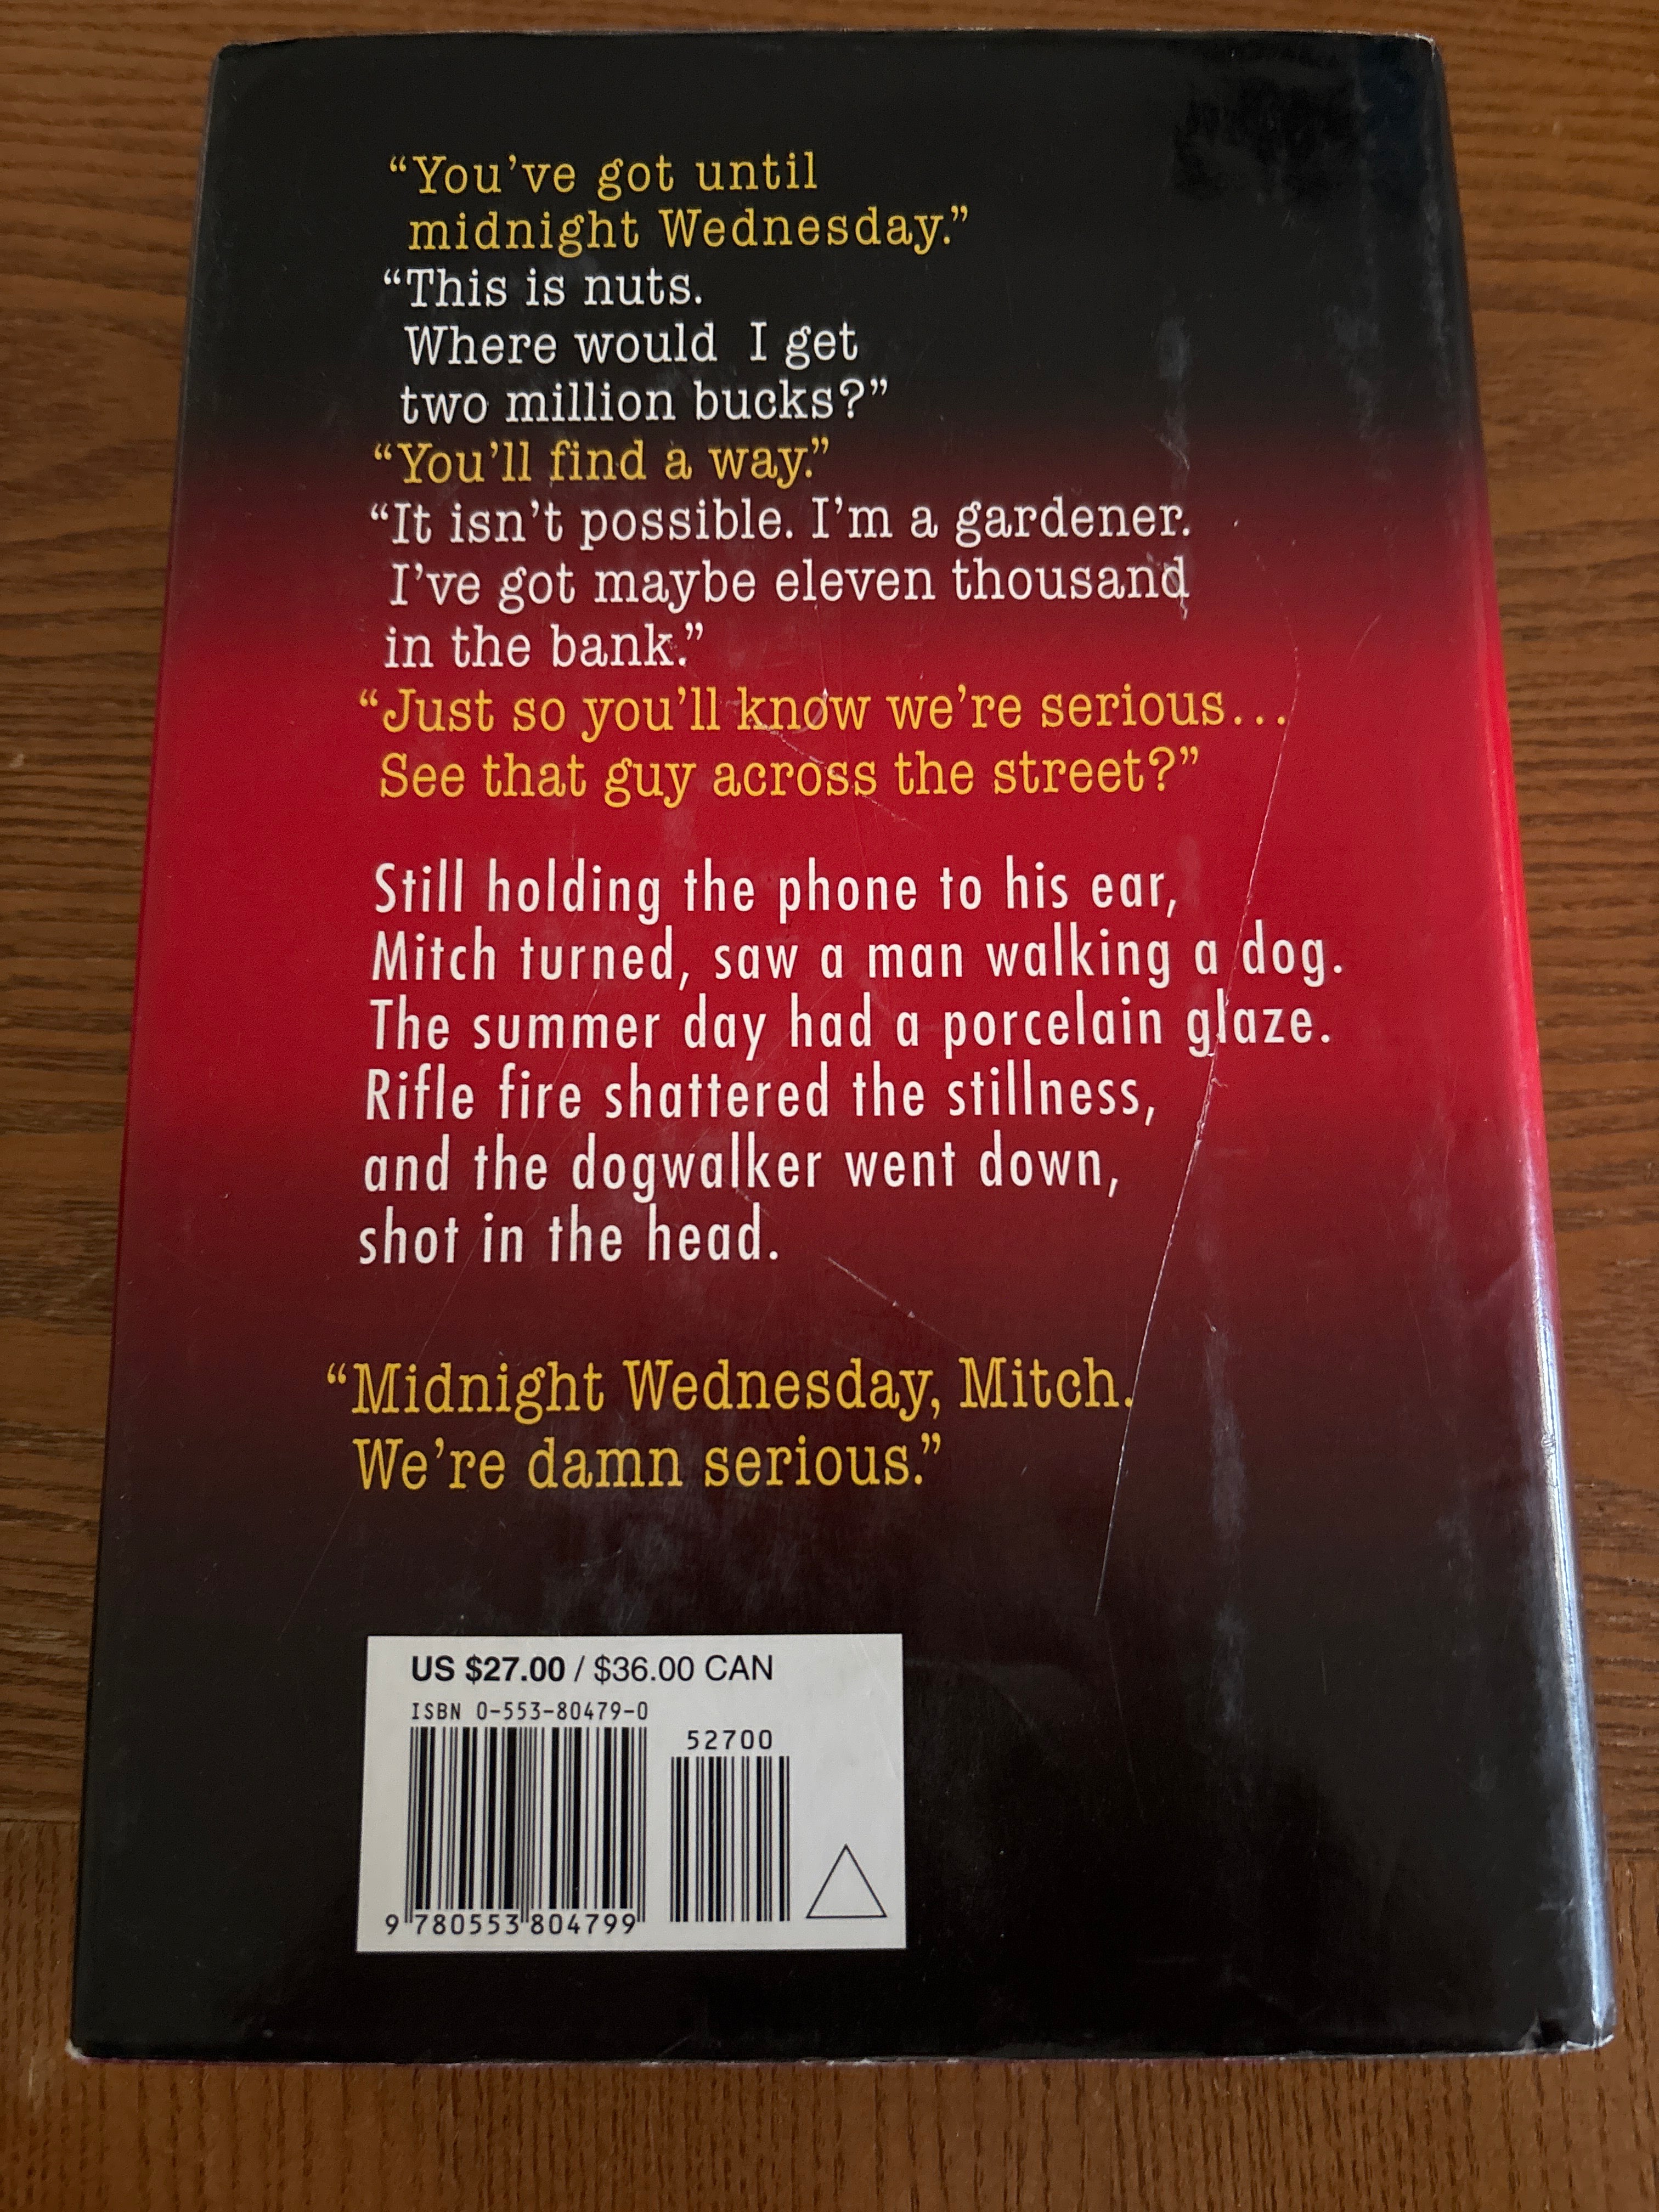 “You’ve got until
midnight Wednesday.”
“This is nuts.
Where would I get
two million bucks?”
“You’ll find a way.”
“It isn’t possible. I’m a gardener.
I’ve got maybe eleven thousand
in the bank.”
“Just so you’ll know we’re serious...
See that guy across the street?”
Still holding the phone to his ear,
Mitch turned, saw a man walking a dog.
The summer day had a porcelain glaze.
Rifle fire shattered the stillness,
and the dogwalker went down,
shot in the head.
“Midnight Wednesday, Mitch.
We’re damn serious.”
US $27.00 / $36.00 CAN
ISBN 0-553-80479-0
52700
9 780553 804799